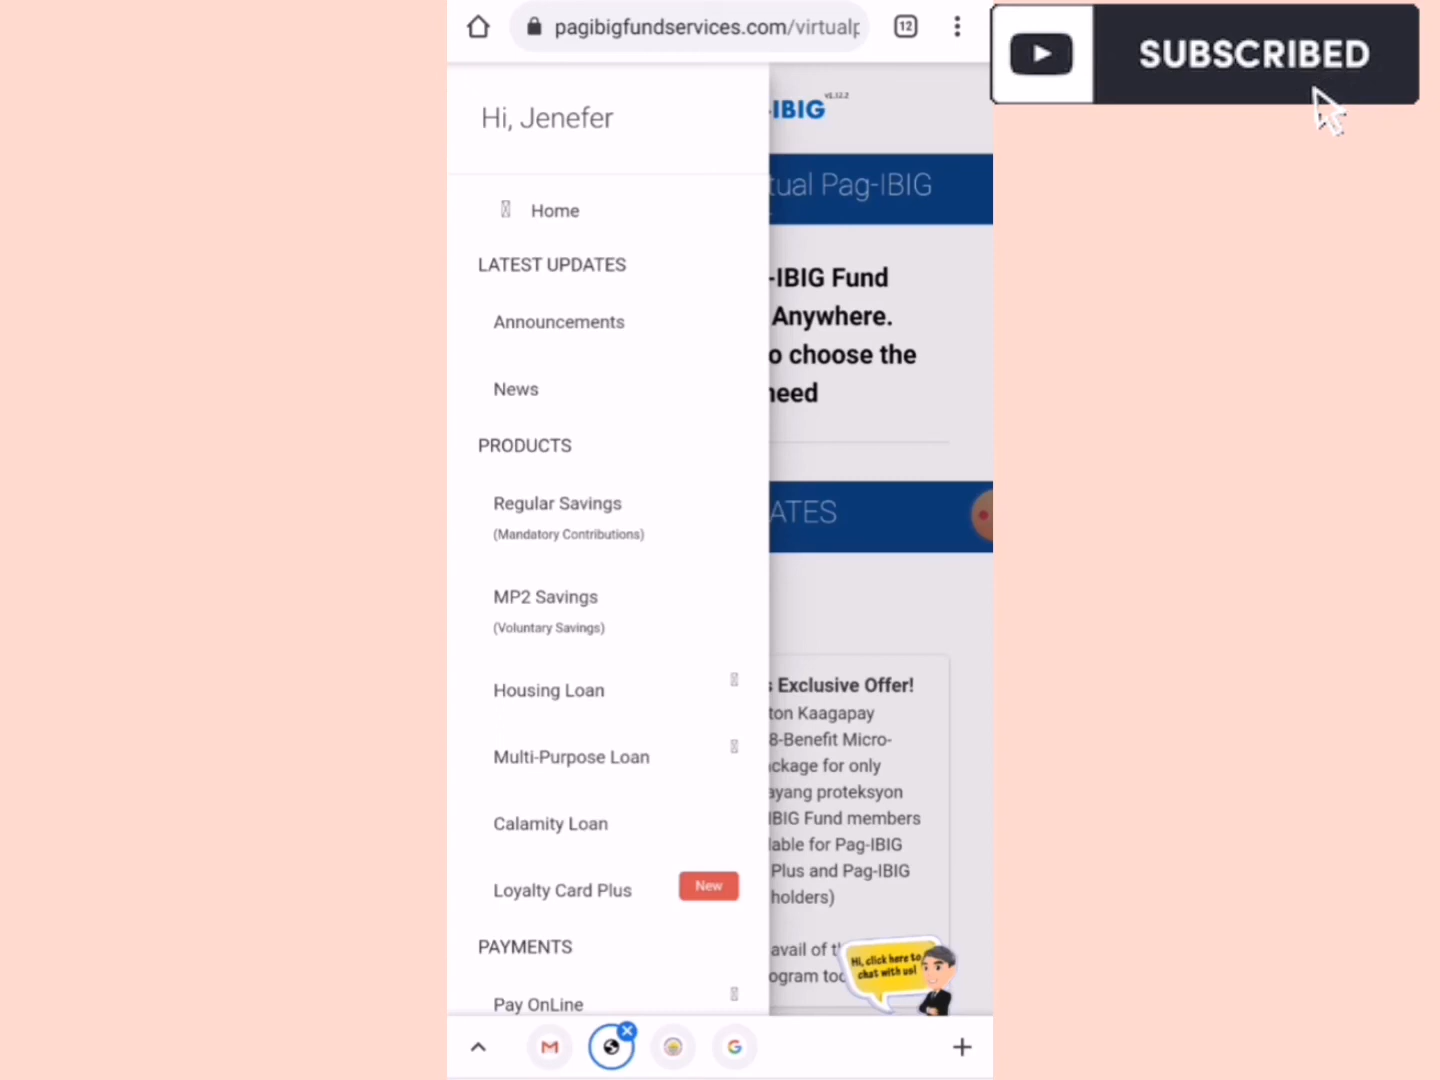 pagibigfundservices.com/virtualp
12
SUBSCRIBED
Hi, Jenefer
Home
LATEST UPDATES
Announcements
News
PRODUCTS
Regular Savings
(Mandatory Contributions)
MP2 Savings
(Voluntary Savings)
Housing Loan
Multi-Purpose Loan
Calamity Loan
Loyalty Card Plus
New
PAYMENTS
Pay OnLine
-IBIG
v1.12.2
tual Pag-IBIG
-IBIG Fund
Anywhere.
o choose the
need
ATES
s Exclusive Offer!
ton Kaagapay
8-Benefit Micro-
ckage for only
ayang proteksyon
IBIG Fund members
lable for Pag-IBIG
Plus and Pag-IBIG
holders)
avail of t
ogram too
Hi, click here to
chat with us!